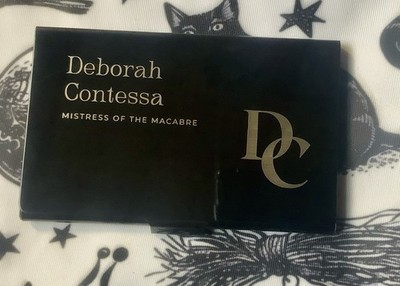 Deborah
Contessa
MISTRESS OF THE MACABRE
DC